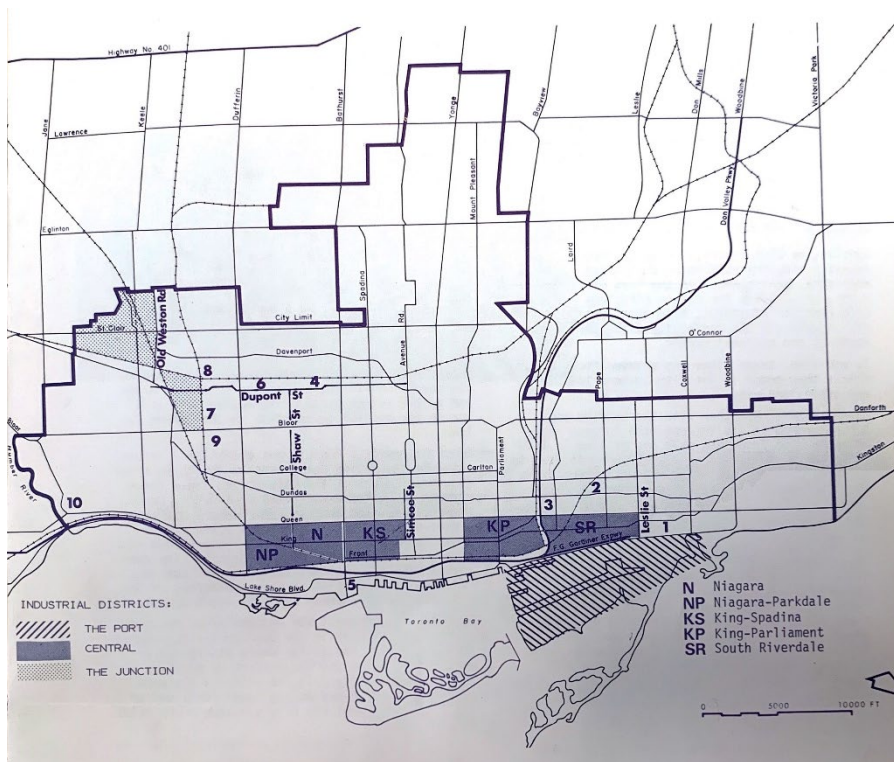 Highway No. 401
Jane
Keele
Dufferin
Bathurst
Yonge
Bayview
Leslie
Don Mills
Woodbine
Victoria Park
Lawrence
Mount Pleasant
Don Valley Pkwy
Eglinton
Spadina
Laird
Old Weston Rd
City Limit
Avenue Rd
St. Clair
O'Connor
Davenport
Pape
Coxwell
Woodbine
8
6
4
Dupont
St
7
Shaw St
Bloor
Danforth
Bloor
9
Parliament
Kingston
Humber River
College
Carlton
Dundas
2
10
Simcoe St
3
Leslie St
Queen
N
KS
KP
SR
1
King
NP
Front
F.G. Gardiner Expwy
Lake Shore Blvd.
5
N Niagara
NP Niagara-Parkdale
KS King-Spadina
KP King-Parliament
SR South Riverdale
INDUSTRIAL DISTRICTS:
THE PORT
CENTRAL
THE JUNCTION
Toronto Bay
0 5000 10000 FT